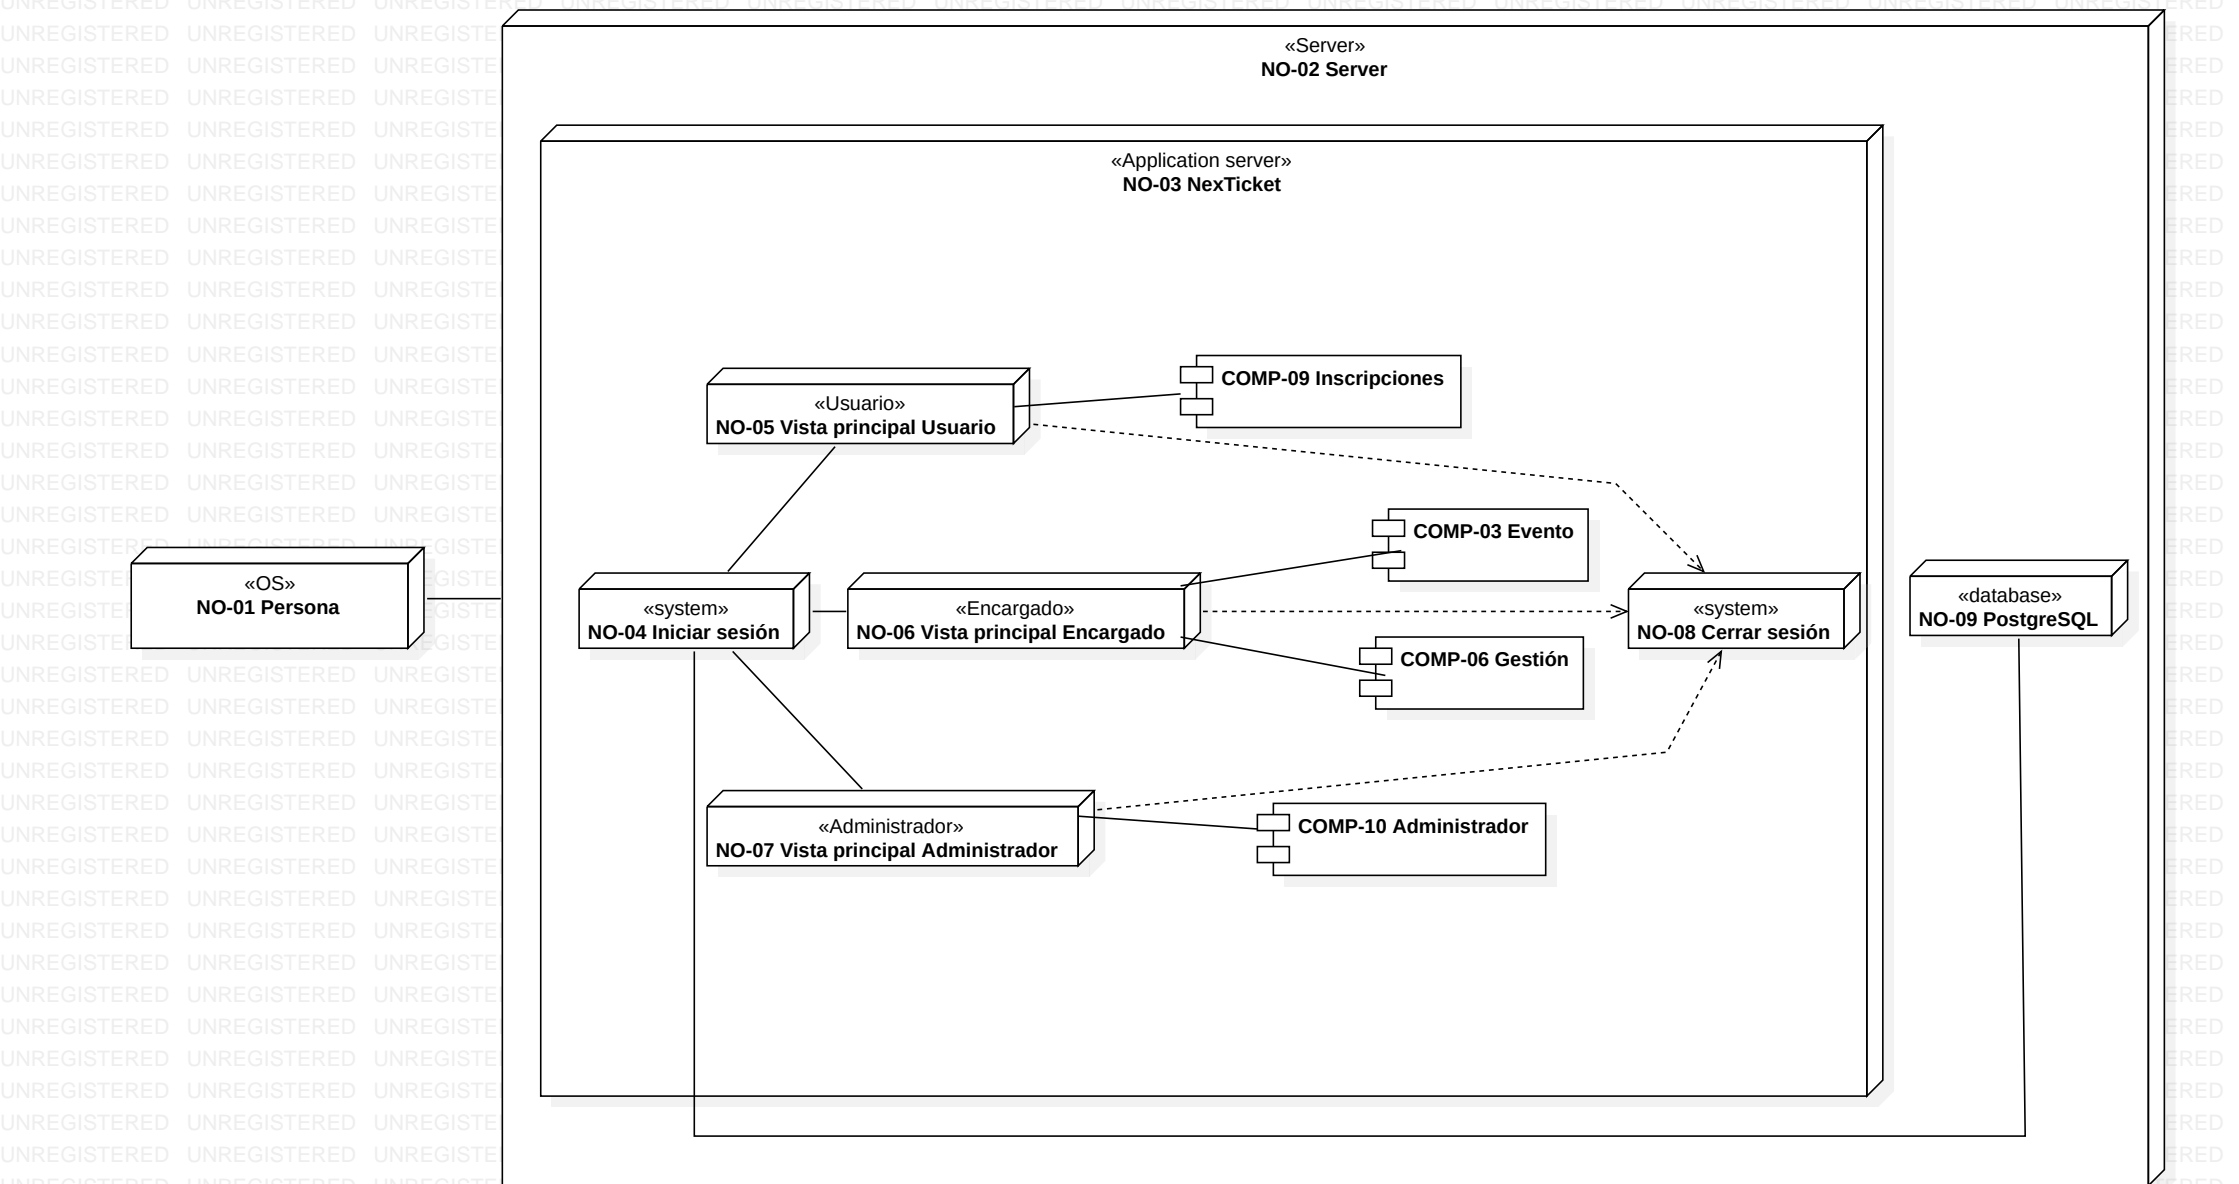 «Server»
NO-02 Server
«Application server»
NO-03 NexTicket
«Usuario»
NO-05 Vista principal Usuario
COMP-09 Inscripciones
COMP-03 Evento
«OS»
NO-01 Persona
«system»
NO-04 Iniciar sesión
«Encargado»
NO-06 Vista principal Encargado
«system»
NO-08 Cerrar sesión
«database»
NO-09 PostgreSQL
COMP-06 Gestión
«Administrador»
NO-07 Vista principal Administrador
COMP-10 Administrador
UNREGISTERED